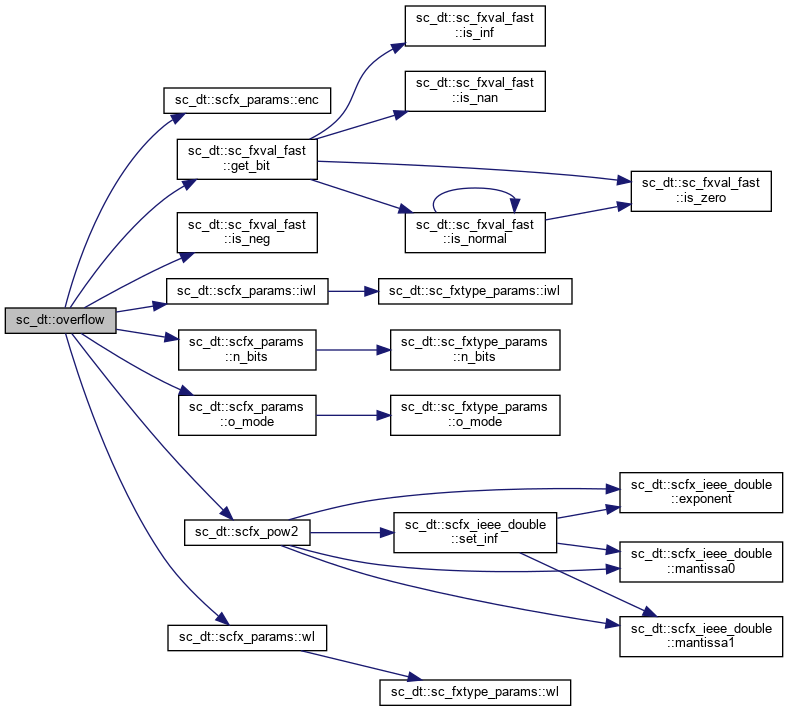 sc_dt::overflow
sc_dt::scfx_params::enc
sc_dt::sc_fxval_fast
::get_bit
sc_dt::sc_fxval_fast
::is_inf
sc_dt::sc_fxval_fast
::is_nan
sc_dt::sc_fxval_fast
::is_normal
sc_dt::sc_fxval_fast
::is_zero
sc_dt::sc_fxval_fast
::is_neg
sc_dt::scfx_params::iwl
sc_dt::sc_fxtype_params::iwl
sc_dt::scfx_params
::n_bits
sc_dt::sc_fxtype_params
::n_bits
sc_dt::scfx_params
::o_mode
sc_dt::sc_fxtype_params
::o_mode
sc_dt::scfx_pow2
sc_dt::scfx_ieee_double
::set_inf
sc_dt::scfx_ieee_double
::exponent
sc_dt::scfx_ieee_double
::mantissa0
sc_dt::scfx_ieee_double
::mantissa1
sc_dt::scfx_params::wl
sc_dt::sc_fxtype_params::wl